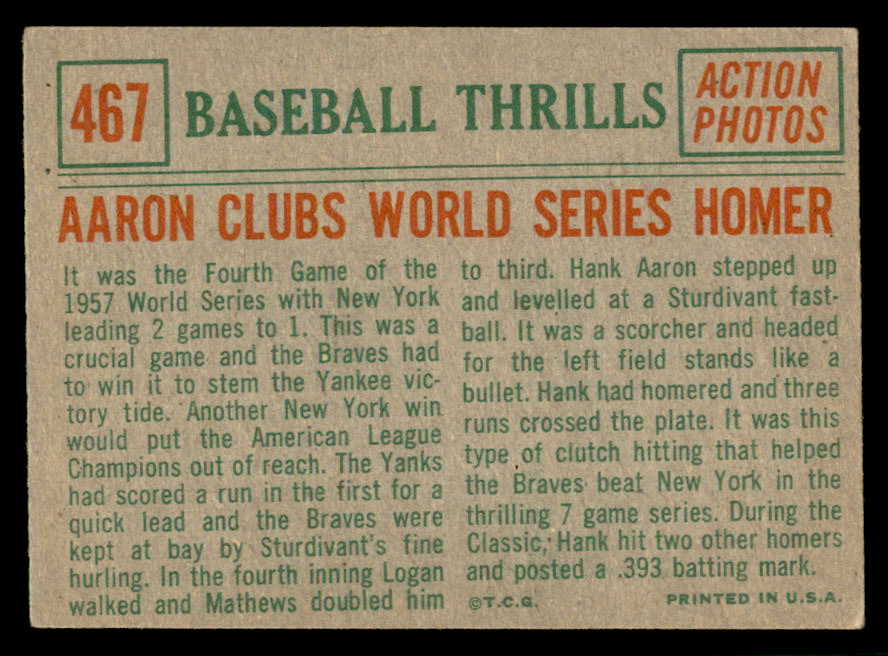 467
BASEBALL THRILLS
ACTION
PHOTOS
AARON CLUBS WORLD SERIES HOMER
It was the Fourth Game of the
1957 World Series with New York
leading 2 games to 1. This was a
crucial game and the Braves had
to win it to stem the Yankee vic-
tory tide. Another New York win
would put the American League
Champions out of reach. The Yanks
had scored a run in the first for a
quick lead and the Braves were
kept at bay by Sturdivant's fine
hurling. In the fourth inning Logan
walked and Mathews doubled him
to third. Hank Aaron stepped up
and levelled at a Sturdivant fast-
ball. It was a scorcher and headed
for the left field stands like a
bullet. Hank had homered and three
runs crossed the plate. It was this
type of clutch hitting that helped
the Braves beat New York in the
thrilling 7 game series. During the
Classic, Hank hit two other homers
and posted a .393 batting mark.
©T.C.G.
PRINTED IN U.S.A.